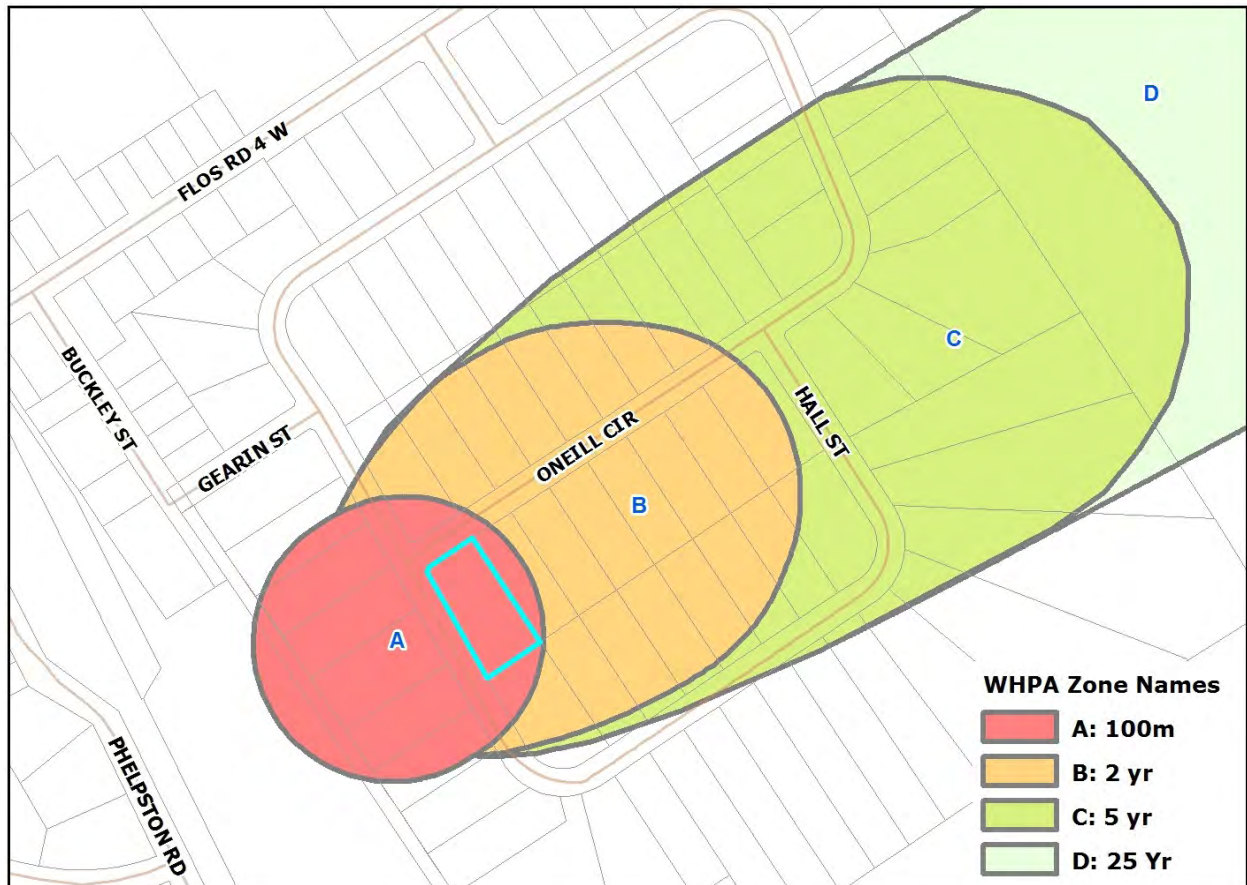 D
FLOS RD 4 W
C
BUCKLEY ST
HALL ST
GEARIN ST
ONEILL CIR
B
A
PHELPSTON RD
WHPA Zone Names
A: 100m
B: 2 yr
C: 5 yr
D: 25 Yr